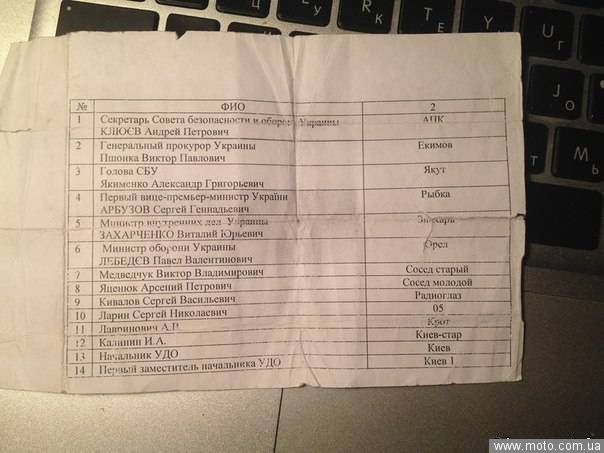 № ФИО 2
1 Секретарь Совета безопасности и обороны Украины АПК
КЛЮЄВ Андрей Петрович
2 Генеральный прокурор Украины Екимов
Пшонка Виктор Павлович
3 Голова СБУ Якут
Якименко Александр Григорьевич
4 Первый вице-премьер-министр України Рыбка
АРБУЗОВ Сергей Геннадьевич
5 Министр внутренних дел Украины
ЗАХАРЧЕНКО Виталий Юрьевич
6 Министр оборони Украины Орел
ЛЕБЕДЄВ Павел Валентинович
7 Медведчук Виктор Владимирович Сосед старый
8 Яценюк Арсений Петрович Сосед молодой
9 Кивалов Сергей Васильевич Радиоглаз
10 Ларин Сергей Николаевич 05
11 Лавринович А.В. Крот
12 Калинин И.А. Киев-стар
13 Начальник УДО Киев
14 Первый заместитель начальника УДО Киев 1
Q
T
E
Y
U
Г
J
О
М
Ь
www.moto.com.ua